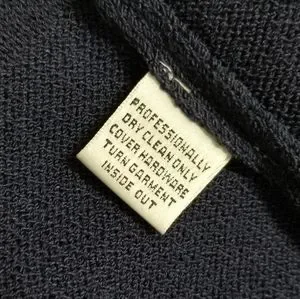 PROFESSIONALLY
DRY CLEAN ONLY
COVER HARDWARE
TURN GARMENT
INSIDE OUT